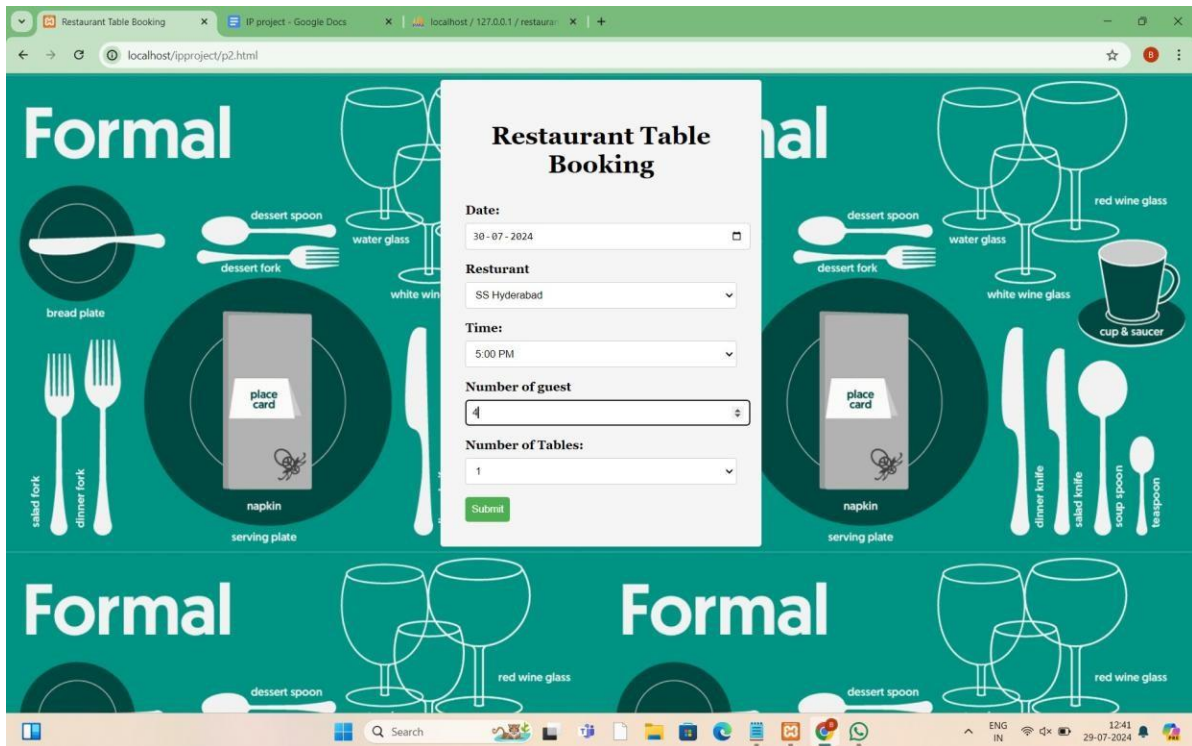 Restaurant Table Booking
IP project - Google Docs
localhost / 127.0.0.1 / restauran
localhost/ipproject/p2.html
B
Formal
dessert spoon
water glass
dessert fork
white win
bread plate
place
card
salad fork
dinner fork
napkin
serving plate
Restaurant Table
Booking
Date:
30-07-2024
Resturant
SS Hyderabad
Time:
5:00 PM
Number of guest
4
Number of Tables:
1
Submit
nal
red wine glass
dessert spoon
water glass
dessert fork
white wine glass
cup & saucer
place
card
napkin
serving plate
dinner knife
salad knife
soup spoon
teaspoon
Formal
red wine glass
dessert spoon
Formal
red wine glass
dessert spoon
Search
ENG
IN
12:41
29-07-2024